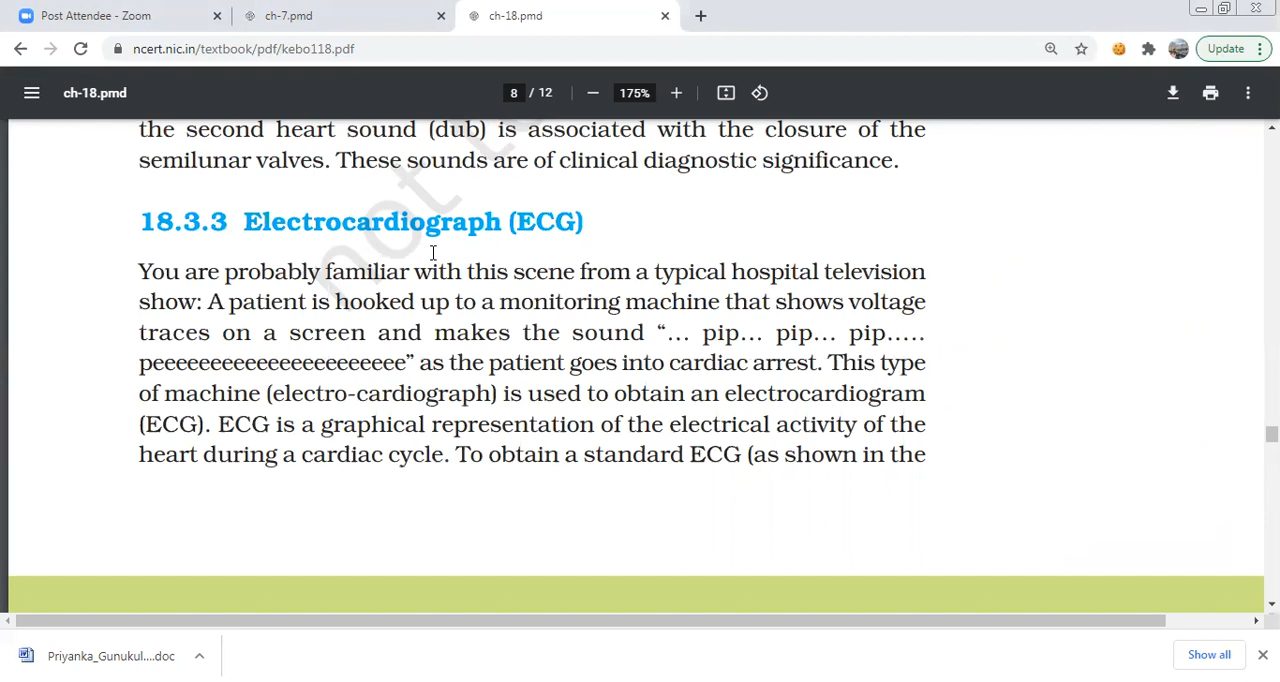 Post Attendee - Zoom
ch-7.pmd
ch-18.pmd
ncert.nic.in/textbook/pdf/kebo118.pdf
Update
ch-18.pmd
8 / 12
175%
the second heart sound (dub) is associated with the closure of the
semilunar valves. These sounds are of clinical diagnostic significance.
not t
18.3.3 Electrocardiograph (ECG)
You are probably familiar with this scene from a typical hospital television
show: A patient is hooked up to a monitoring machine that shows voltage
traces on a screen and makes the sound “... pip... pip... pip.....
peeeeeeeeeeeeeeeeeeeeee” as the patient goes into cardiac arrest. This type
of machine (electro-cardiograph) is used to obtain an electrocardiogram
(ECG). ECG is a graphical representation of the electrical activity of the
heart during a cardiac cycle. To obtain a standard ECG (as shown in the
Priyanka_Gunukul....doc
Show all